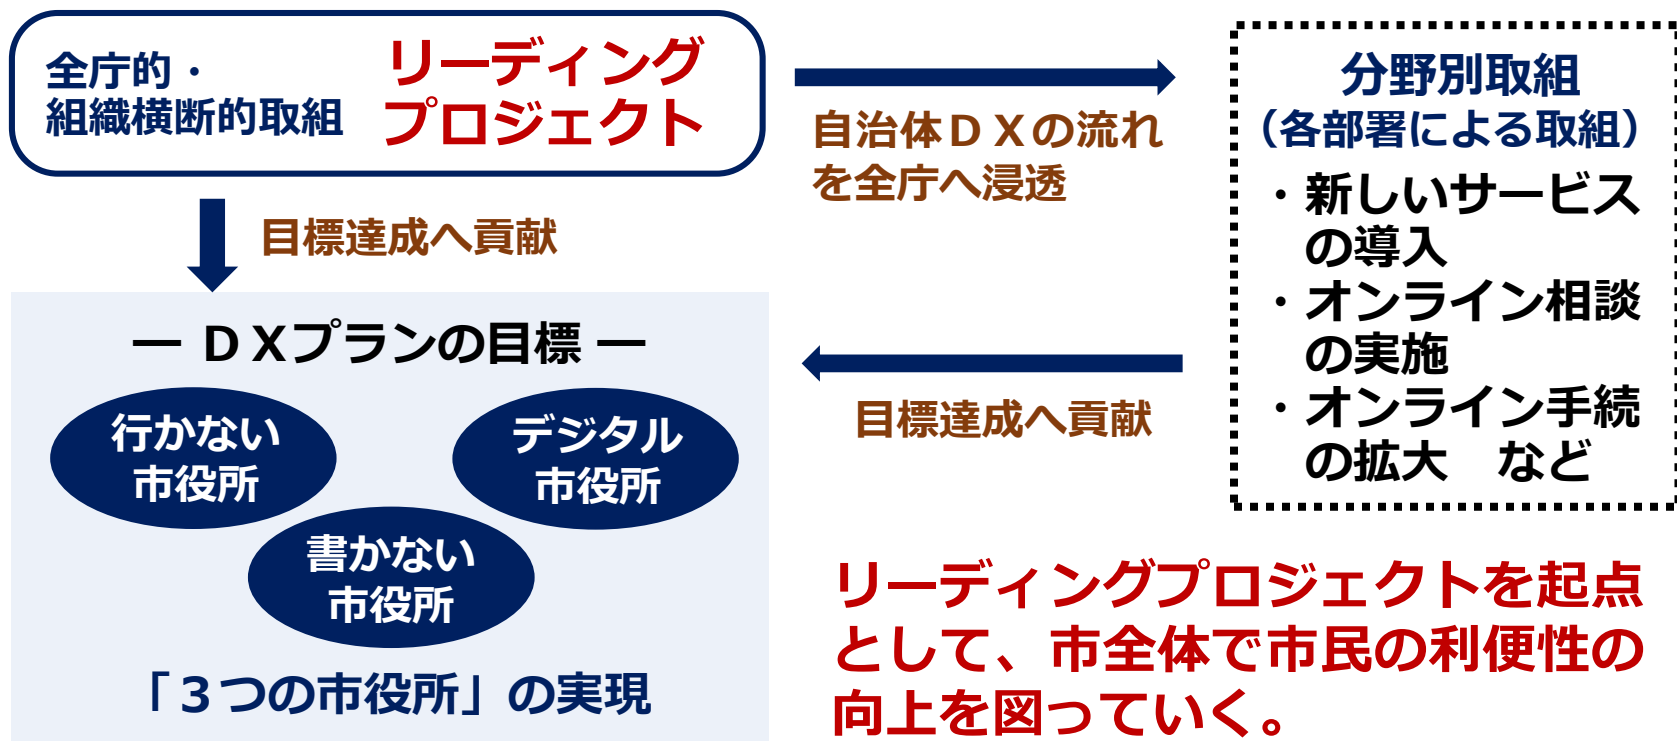 全庁的・
組織横断的取組
リーディング
プロジェクト
自治体ＤＸの流れ
を全庁へ浸透
目標達成へ貢献
分野別取組
（各部署による取組）
・新しいサービス
の導入
・オンライン相談
の実施
・オンライン手続
の拡大　など
目標達成へ貢献
― ＤＸプランの目標 ―
行かない
市役所
デジタル
市役所
書かない
市役所
「３つの市役所」の実現
リーディングプロジェクトを起点
として、市全体で市民の利便性の
向上を図っていく。